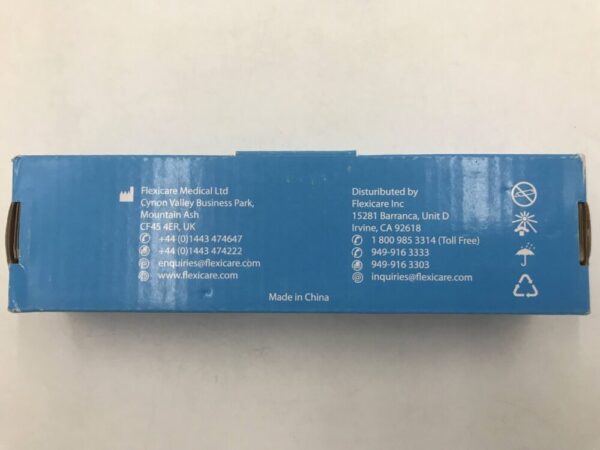 Flexicare Medical Ltd
Cynon Valley Business Park,
Mountain Ash
CF45 4ER, UK
+44 (0)1443 474647
+44 (0)1443 474222
enquiries@flexicare.com
www.flexicare.com
Distuributed by
Flexicare Inc
15281 Barranca, Unit D
Irvine, CA 92618
1 800 985 3314 (Toll Free)
949-916 3333
949-916 3303
inquiries@flexicare.com
Made in China